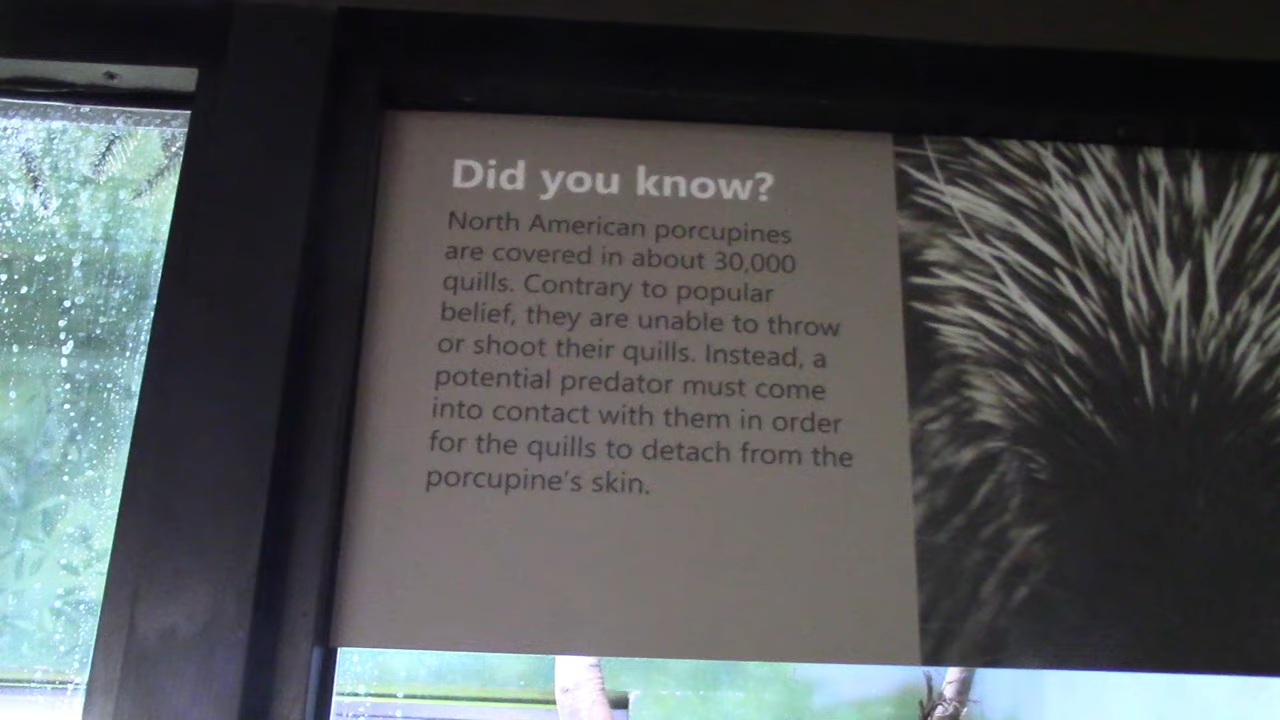 Did you know?
North American porcupines
are covered in about 30,000
quills. Contrary to popular
belief, they are unable to throw
or shoot their quills. Instead, a
potential predator must come
into contact with them in order
for the quills to detach from the
porcupine's skin.